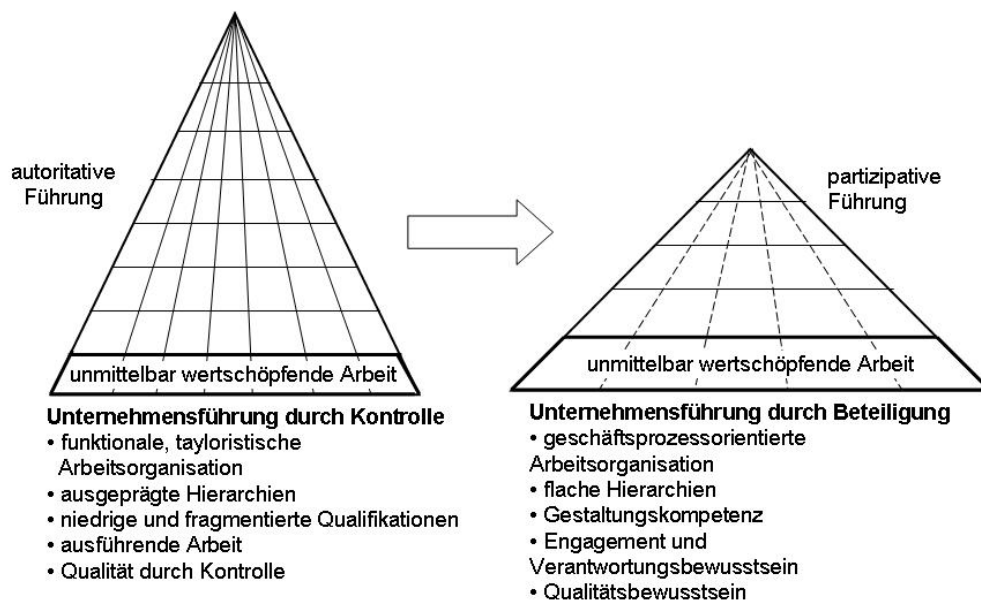 autoritative
Führung
unmittelbar wertschöpfende Arbeit
Unternehmensführung durch Kontrolle
• funktionale, tayloristische
Arbeitsorganisation
• ausgeprägte Hierarchien
• niedrige und fragmentierte Qualifikationen
• ausführende Arbeit
• Qualität durch Kontrolle
partizipative
Führung
unmittelbar wertschöpfende Arbeit
Unternehmensführung durch Beteiligung
• geschäftsprozessorientierte
Arbeitsorganisation
• flache Hierarchien
• Gestaltungskompetenz
• Engagement und
Verantwortungsbewusstsein
• Qualitätsbewusstsein